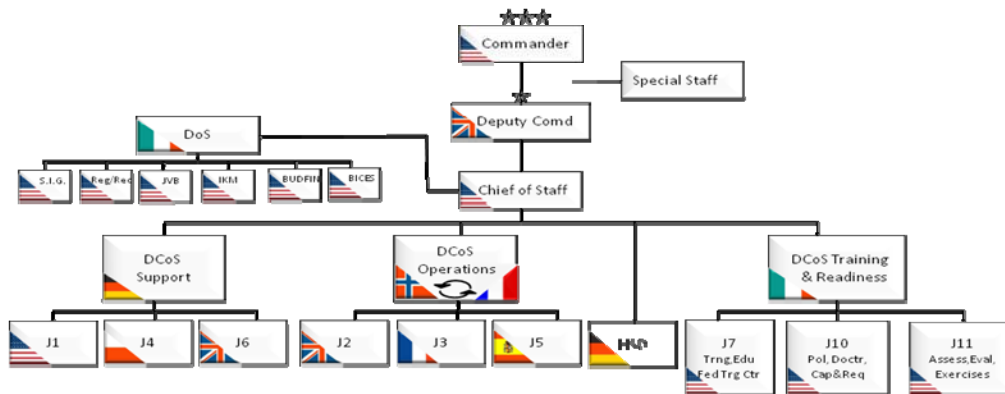 Commander
Special Staff
Deputy Comd
DoS
Chief of Staff
S.I.G.
Reg/Rec
JVB
IKM
BUDFIN
BICES
DCoS
Support
DCoS
Operations
DCoS Training
& Readiness
J1
J4
J6
J2
J3
J5
J7
Trng,Edu
Fed Trg Ctr
J10
Pol, Doctr,
Cap&Req
J11
Assess,Eval,
Exercises